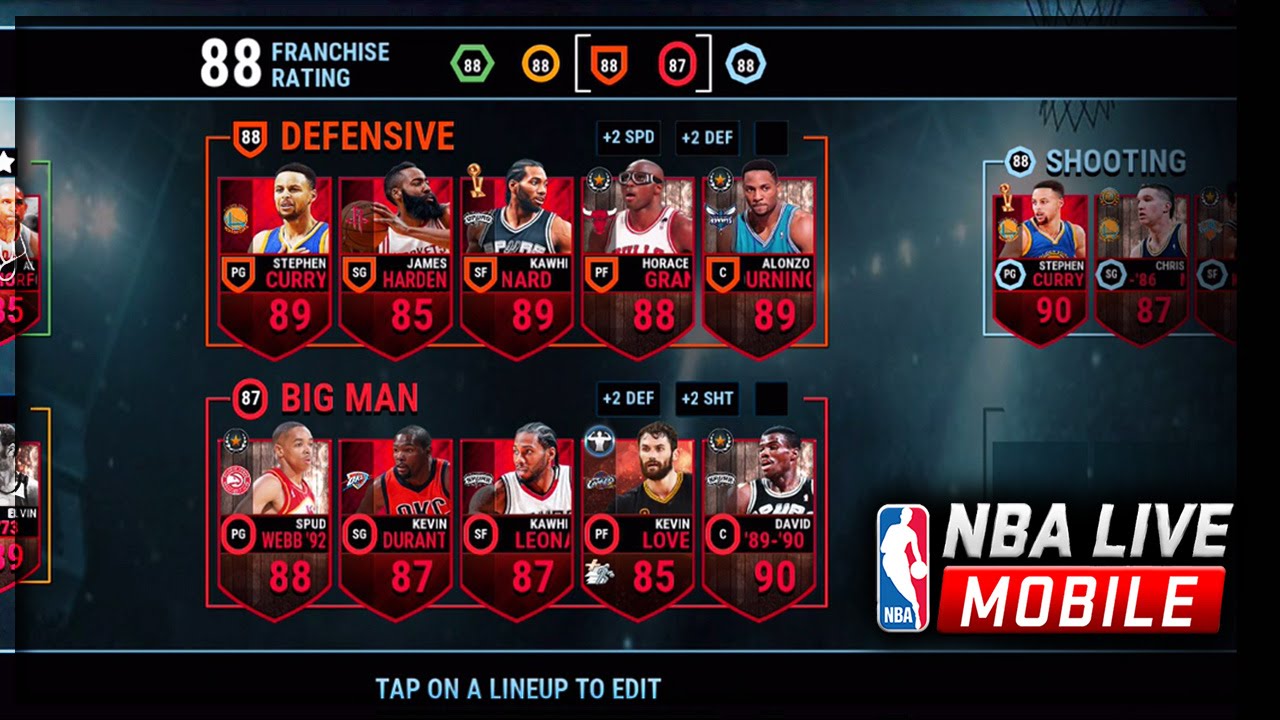 88 FRANCHISE
RATING
88 88 88 87 88
88 DEFENSIVE +2 SPD +2 DEF
PG STEPHEN
CURRY
89
SG JAMES
HARDEN
85
SF KAWHI
NARD
89
PF HORACE
GRAN
88
C ALONZO
OURNING
89
88 SHOOTING
PG STEPHEN
CURRY
90
SG CHRIS
-'86
87
SF
87 BIG MAN +2 DEF +2 SHT
PG SPUD
WEBB '92
88
SG KEVIN
DURANT
87
SF KAWHI
LEONA
87
PF KEVIN
LOVE
85
C DAVID
'89-'90
90
NBA
NBA LIVE
MOBILE
TAP ON A LINEUP TO EDIT